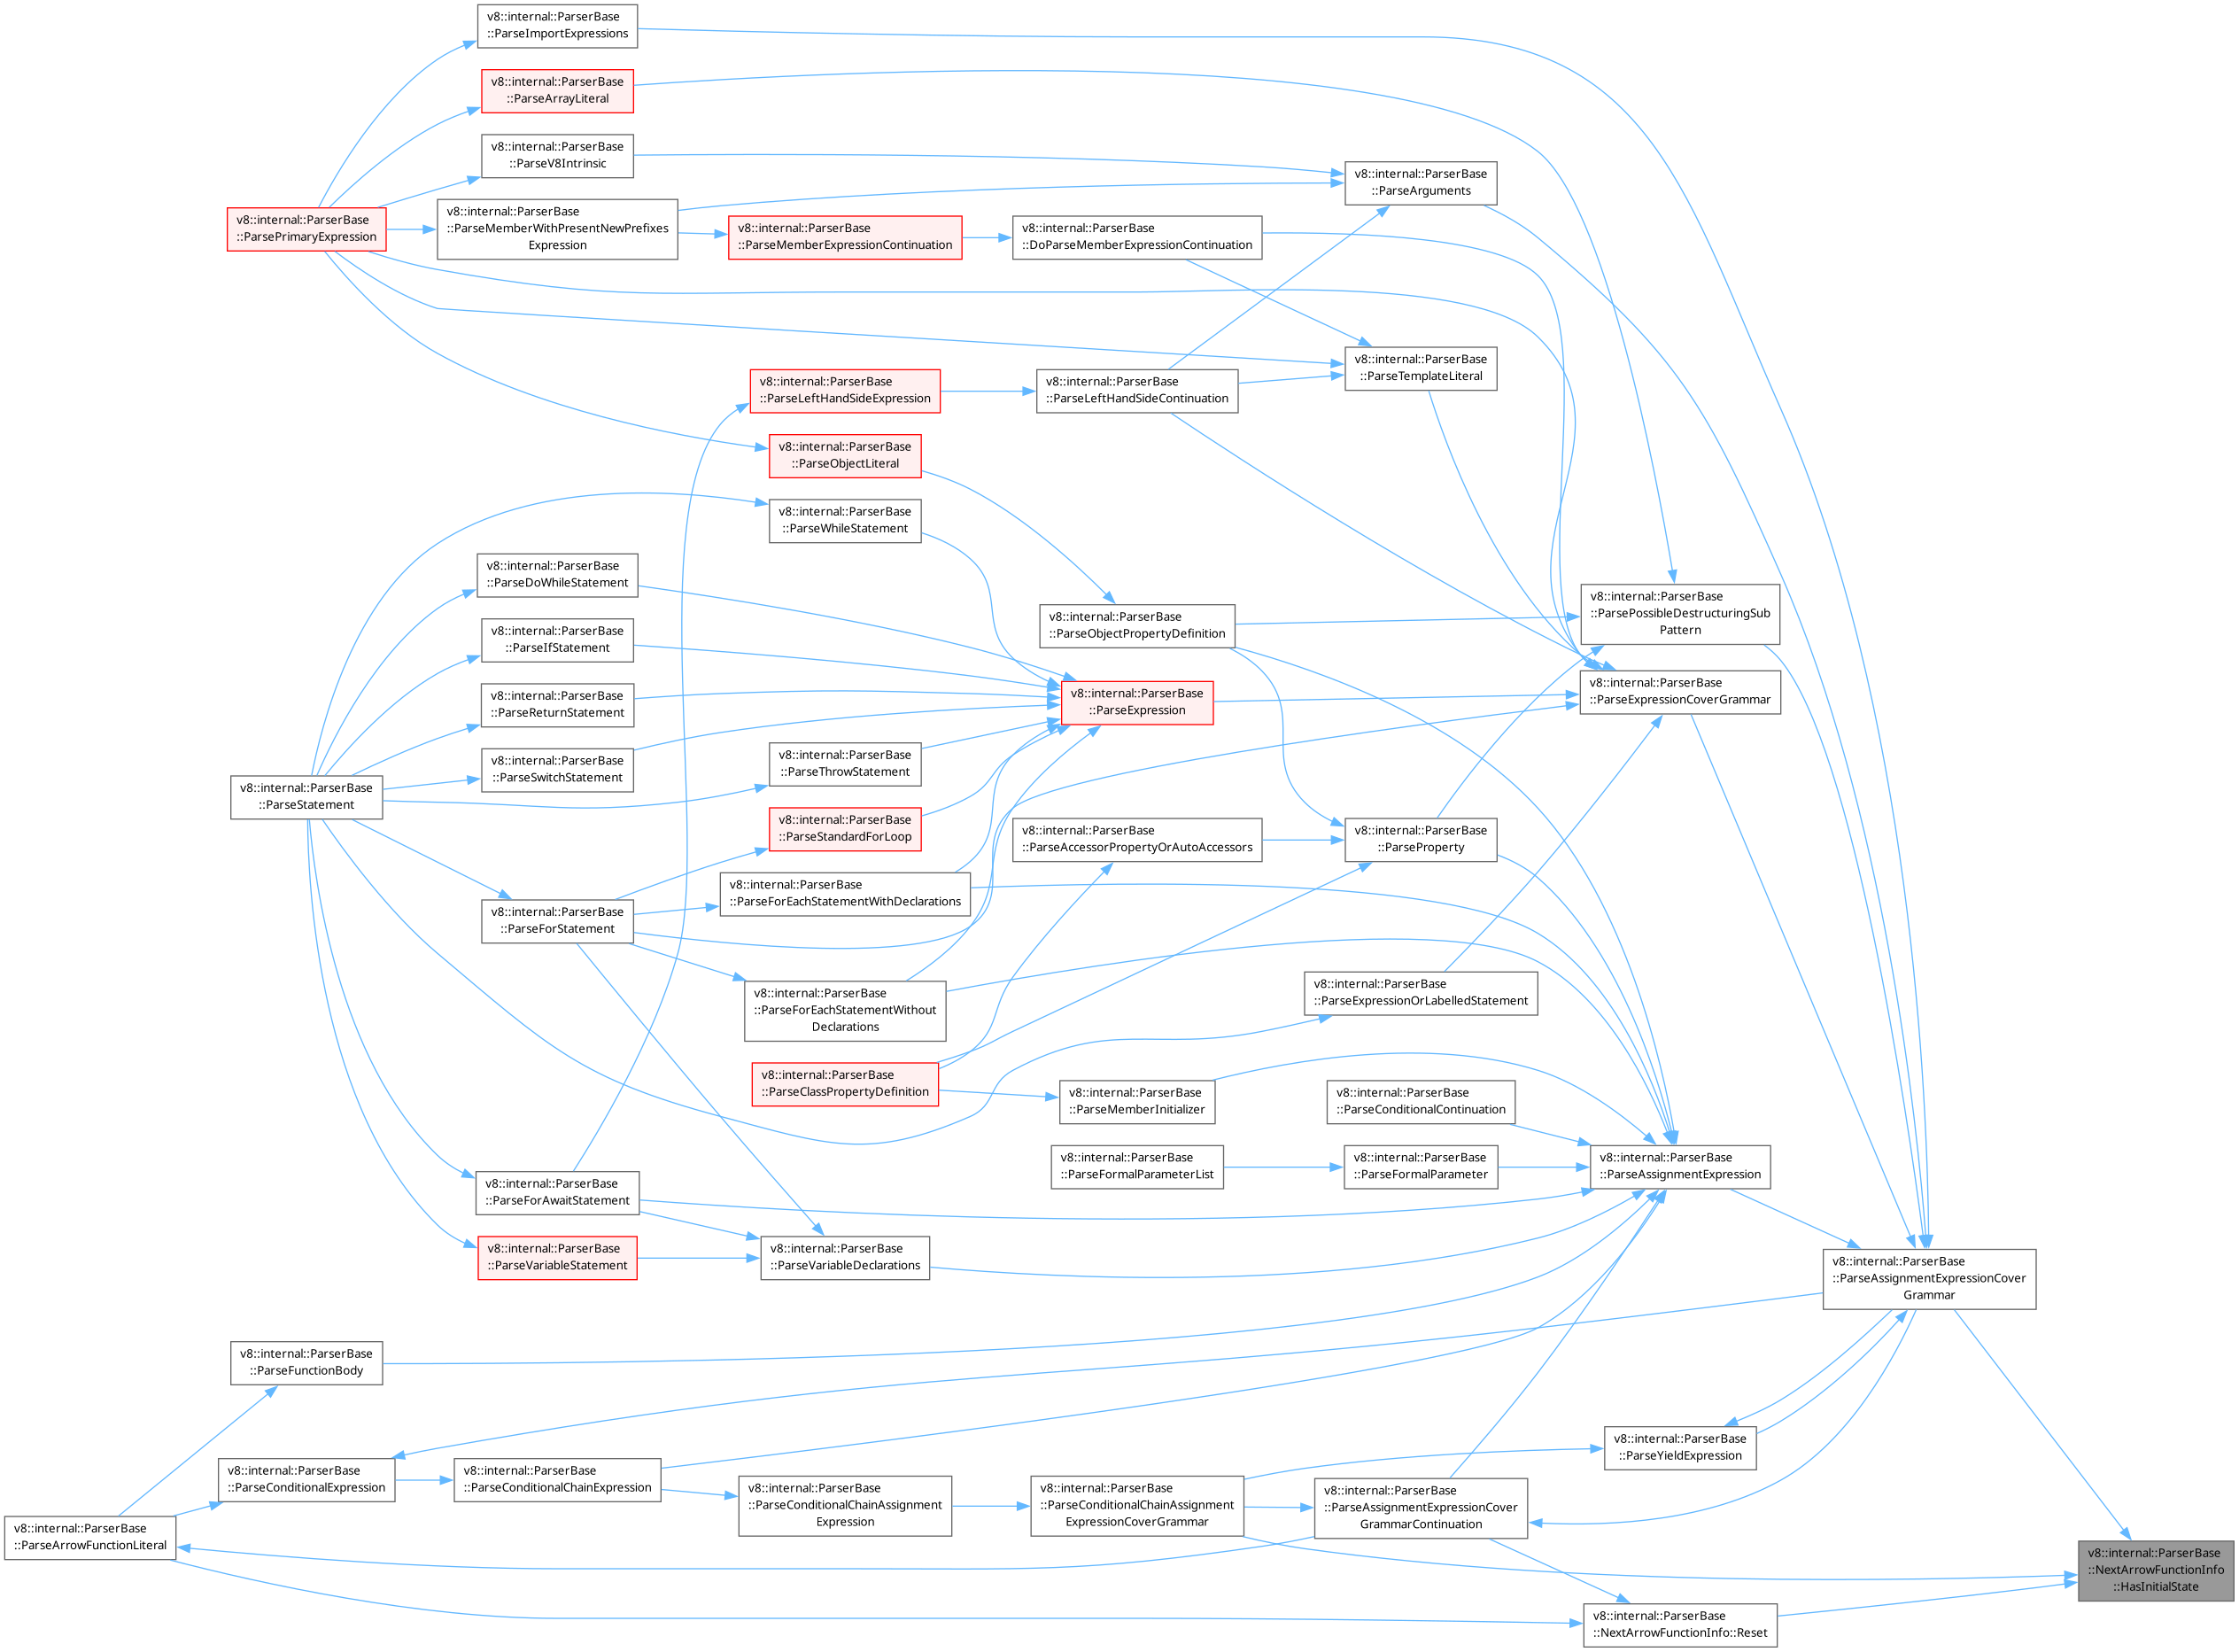 v8::internal::ParserBase
::ParseImportExpressions
v8::internal::ParserBase
::ParseArrayLiteral
v8::internal::ParserBase
::ParseV8Intrinsic
v8::internal::ParserBase
::ParseArguments
v8::internal::ParserBase
::ParsePrimaryExpression
v8::internal::ParserBase
::ParseMemberWithPresentNewPrefixes
Expression
v8::internal::ParserBase
::ParseMemberExpressionContinuation
v8::internal::ParserBase
::DoParseMemberExpressionContinuation
v8::internal::ParserBase
::ParseTemplateLiteral
v8::internal::ParserBase
::ParseLeftHandSideExpression
v8::internal::ParserBase
::ParseLeftHandSideContinuation
v8::internal::ParserBase
::ParseObjectLiteral
v8::internal::ParserBase
::ParseWhileStatement
v8::internal::ParserBase
::ParseDoWhileStatement
v8::internal::ParserBase
::ParsePossibleDestructuringSub
Pattern
v8::internal::ParserBase
::ParseObjectPropertyDefinition
v8::internal::ParserBase
::ParseIfStatement
v8::internal::ParserBase
::ParseExpressionCoverGrammar
v8::internal::ParserBase
::ParseReturnStatement
v8::internal::ParserBase
::ParseExpression
v8::internal::ParserBase
::ParseSwitchStatement
v8::internal::ParserBase
::ParseThrowStatement
v8::internal::ParserBase
::ParseStatement
v8::internal::ParserBase
::ParseStandardForLoop
v8::internal::ParserBase
::ParseAccessorPropertyOrAutoAccessors
v8::internal::ParserBase
::ParseProperty
v8::internal::ParserBase
::ParseForEachStatementWithDeclarations
v8::internal::ParserBase
::ParseForStatement
v8::internal::ParserBase
::ParseForEachStatementWithout
Declarations
v8::internal::ParserBase
::ParseExpressionOrLabelledStatement
v8::internal::ParserBase
::ParseClassPropertyDefinition
v8::internal::ParserBase
::ParseMemberInitializer
v8::internal::ParserBase
::ParseConditionalContinuation
v8::internal::ParserBase
::ParseFormalParameterList
v8::internal::ParserBase
::ParseFormalParameter
v8::internal::ParserBase
::ParseAssignmentExpression
v8::internal::ParserBase
::ParseForAwaitStatement
v8::internal::ParserBase
::ParseVariableStatement
v8::internal::ParserBase
::ParseVariableDeclarations
v8::internal::ParserBase
::ParseAssignmentExpressionCover
Grammar
v8::internal::ParserBase
::ParseFunctionBody
v8::internal::ParserBase
::ParseYieldExpression
v8::internal::ParserBase
::ParseConditionalExpression
v8::internal::ParserBase
::ParseConditionalChainExpression
v8::internal::ParserBase
::ParseConditionalChainAssignment
Expression
v8::internal::ParserBase
::ParseConditionalChainAssignment
ExpressionCoverGrammar
v8::internal::ParserBase
::ParseAssignmentExpressionCover
GrammarContinuation
v8::internal::ParserBase
::ParseArrowFunctionLiteral
v8::internal::ParserBase
::NextArrowFunctionInfo
::HasInitialState
v8::internal::ParserBase
::NextArrowFunctionInfo::Reset